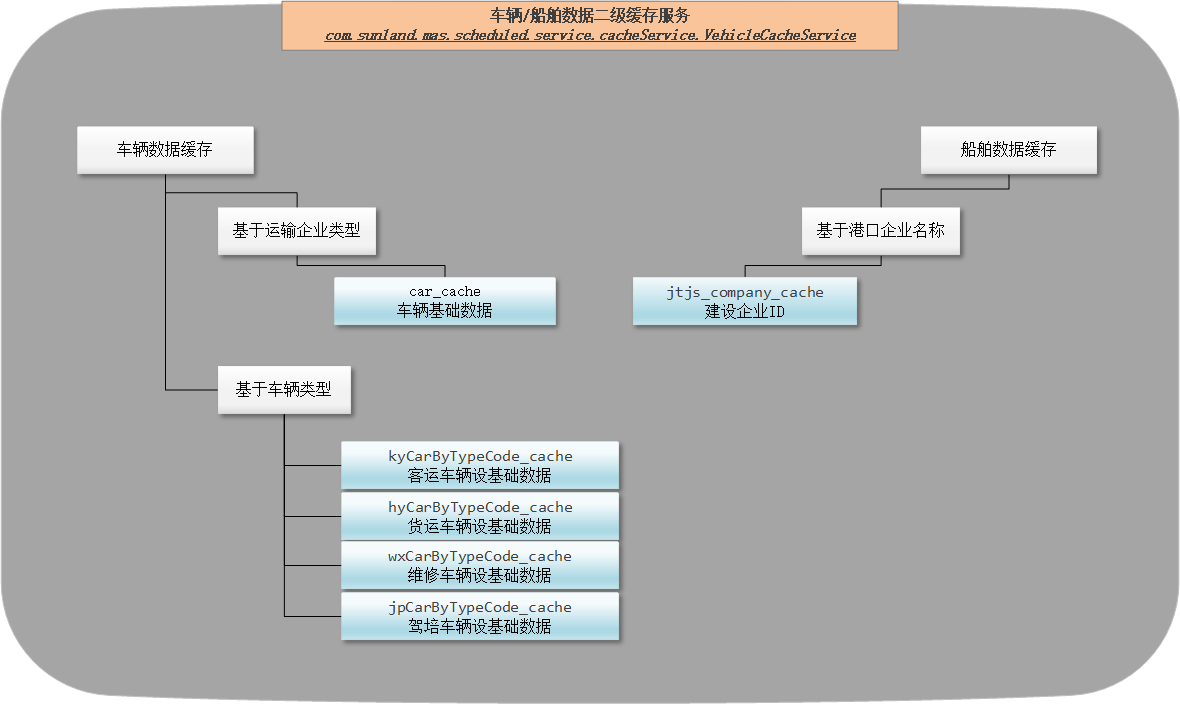 车辆/船舶数据二级缓存服务
com.sunland.mas.scheduled.service.cacheService.VehicleCacheService
车辆数据缓存
船舶数据缓存
基于运输企业类型
基于港口企业名称
car_cache
车辆基础数据
jtjs_company_cache
建设企业ID
基于车辆类型
kyCarByTypeCode_cache
客运车辆设基础数据
hyCarByTypeCode_cache
货运车辆设基础数据
wxCarByTypeCode_cache
维修车辆设基础数据
jpCarByTypeCode_cache
驾培车辆设基础数据